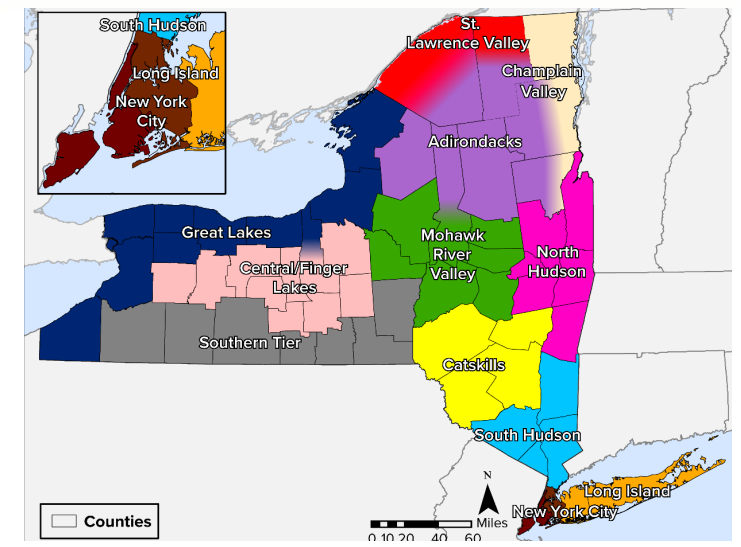 South Hudson
Long Island
New York
City
St.
Lawrence Valley
Champlain
Valley
Adirondacks
Great Lakes
Mohawk
River
Valley
North
Hudson
Central/Finger
Lakes
Southern Tier
Catskills
South Hudson
N
Long Island
New York City
Counties
Miles
0 10 20 40 60